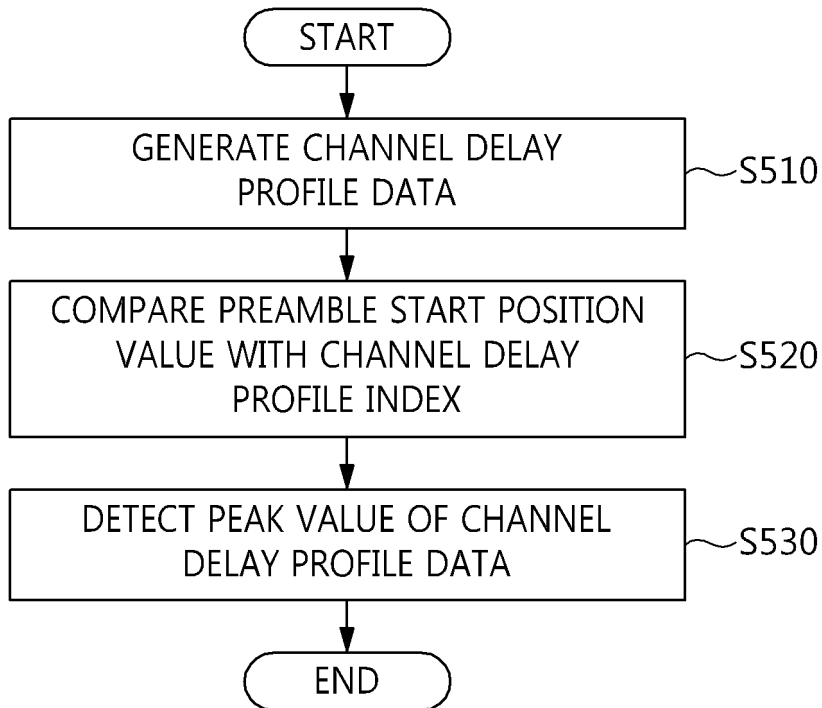 START
GENERATE CHANNEL DELAY
PROFILE DATA
S510
COMPARE PREAMBLE START POSITION
VALUE WITH CHANNEL DELAY
PROFILE INDEX
S520
DETECT PEAK VALUE OF CHANNEL
DELAY PROFILE DATA
S530
END